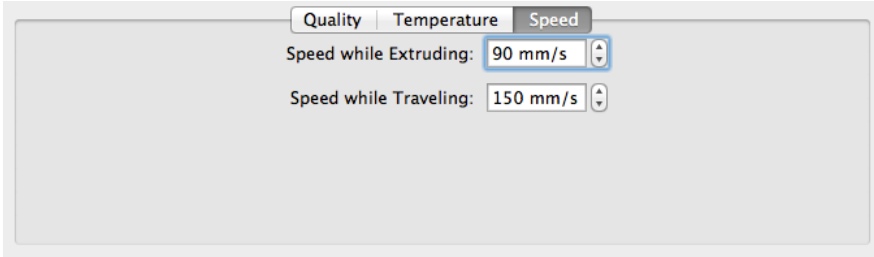 Quality Temperature Speed
Speed while Extruding: 90 mm/s
Speed while Traveling: 150 mm/s